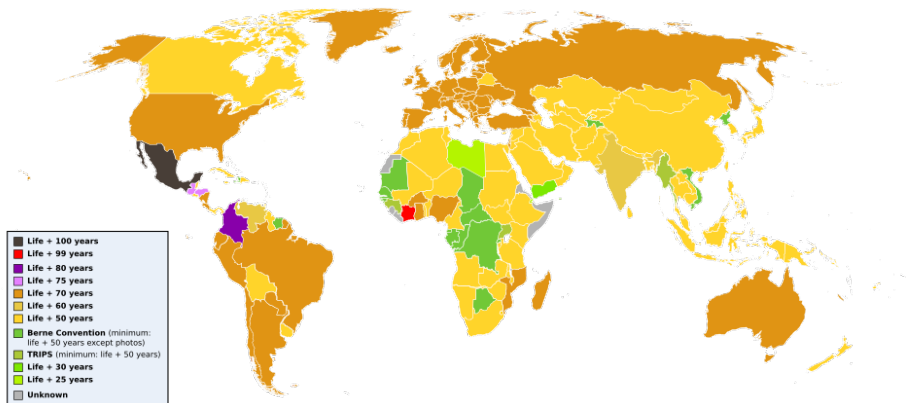 Life + 100 years
Life + 99 years
Life + 80 years
Life + 75 years
Life + 70 years
Life + 60 years
Life + 50 years
Berne Convention (minimum:
life + 50 years except photos)
TRIPS (minimum: life + 50 years)
Life + 30 years
Life + 25 years
Unknown